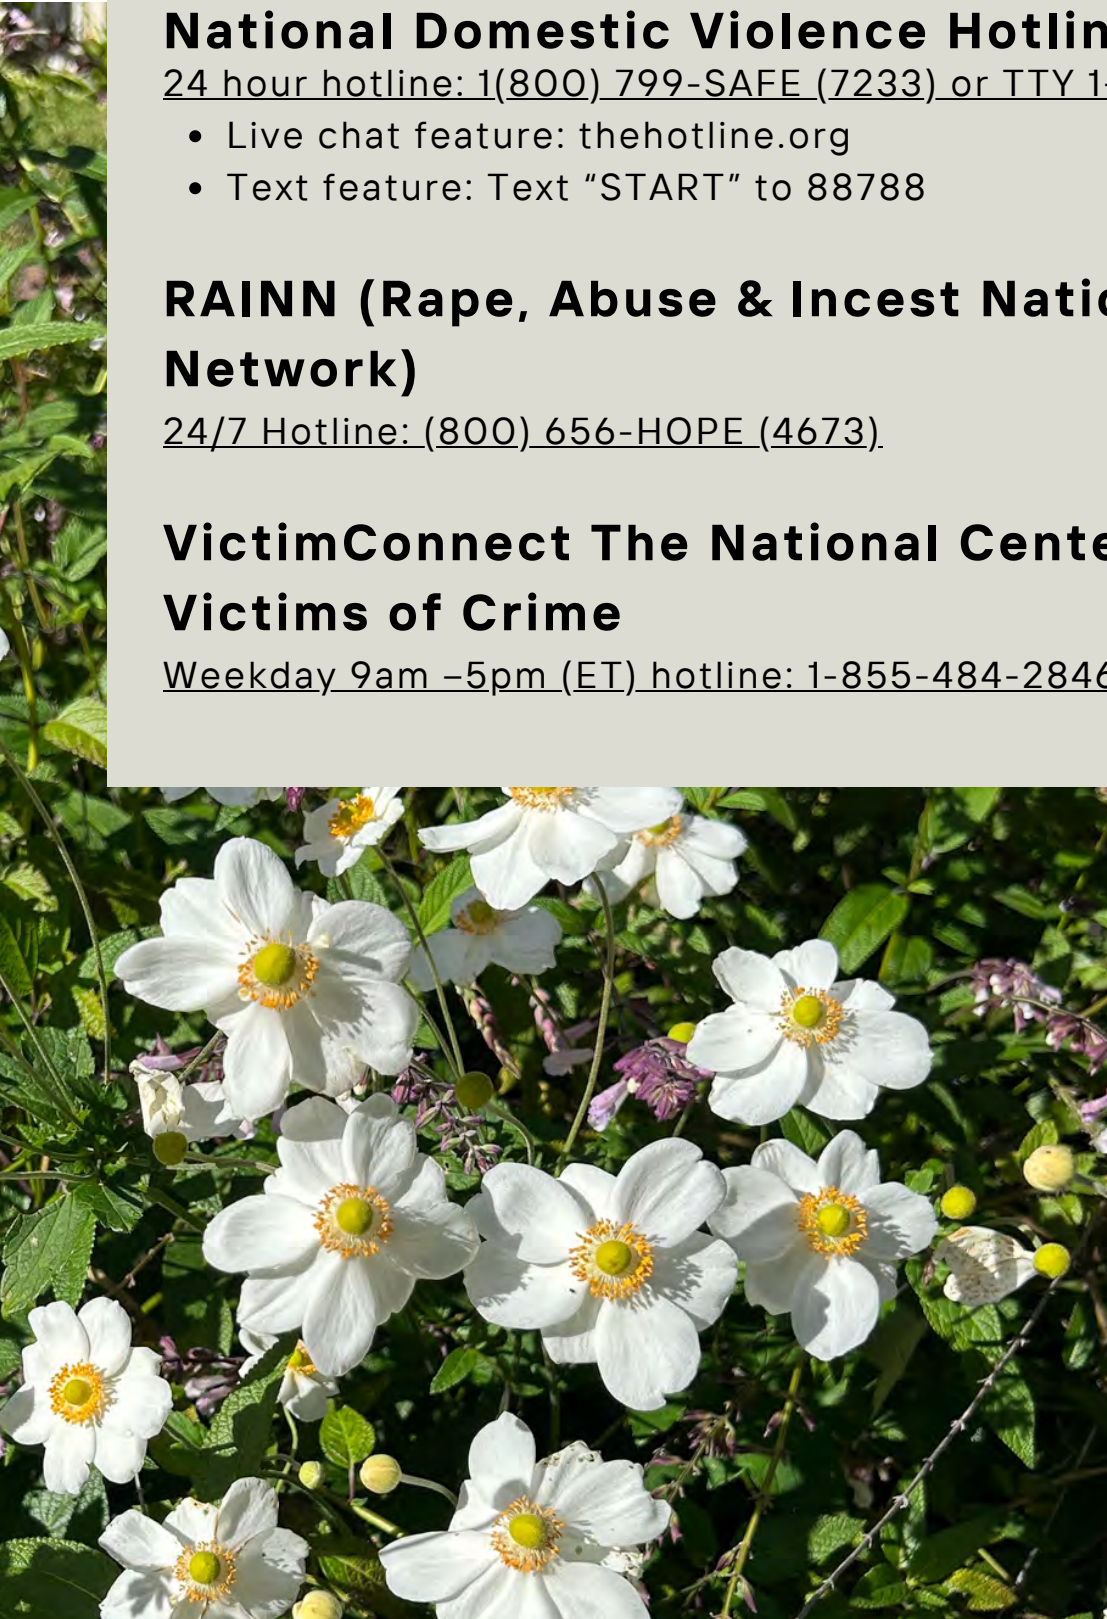 National Domestic Violence Hotlin
24 hour hotline: 1(800) 799-SAFE (7233) or TTY 1-
• Live chat feature: thehotline.org
• Text feature: Text “START” to 88788
RAINN (Rape, Abuse & Incest Natio
Network)
24/7 Hotline: (800) 656-HOPE (4673)
VictimConnect The National Cente
Victims of Crime
Weekday 9am –5pm (ET) hotline: 1-855-484-2846